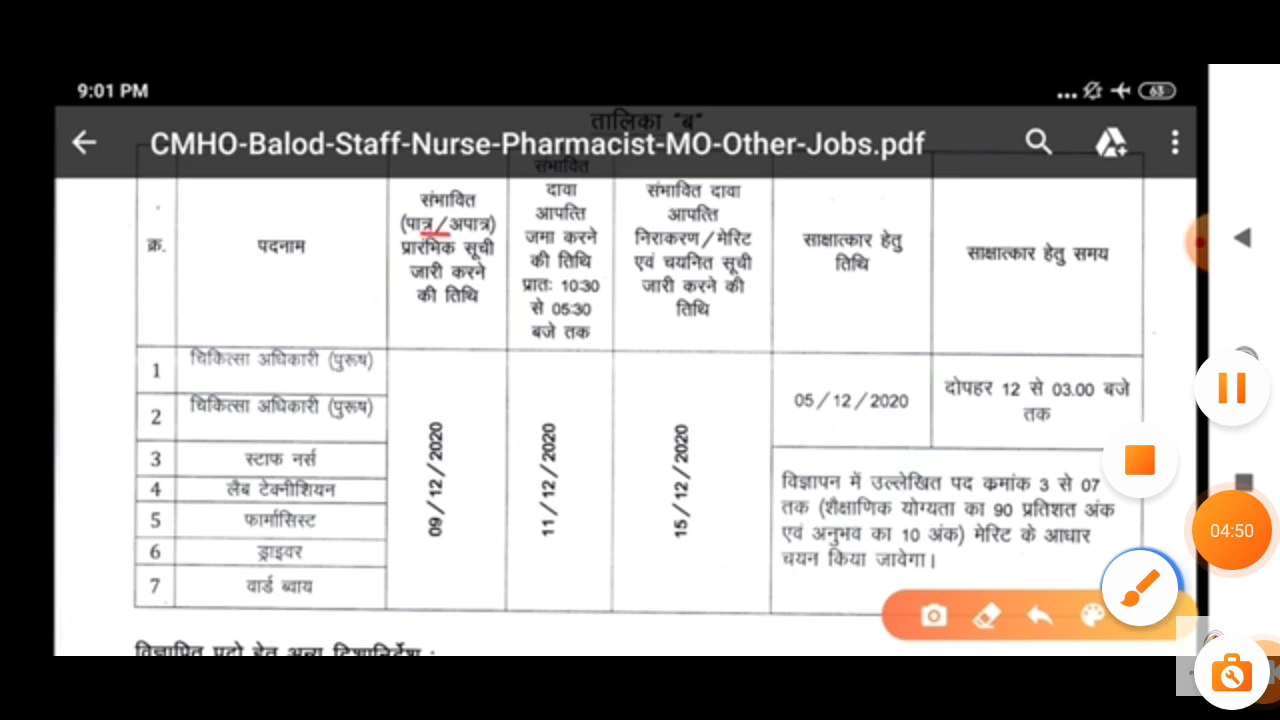 9:01 PM
63
तालिका "ब"
CMHO-Balod-Staff-Nurse-Pharmacist-MO-Other-Jobs.pdf
क्र.
पदनाम
संभावित
(पात्र/अपात्र)
प्रारंभिक सूची
जारी करने
की तिथि
संभावित
दावा
आपत्ति
जमा करने
की तिथि
प्रातः 10:30
से 05:30
बजे तक
संभावित दावा
आपत्ति
निराकरण/मेरिट
एवं चयनित सूची
जारी करने की
तिथि
साक्षात्कार हेतु
तिथि
साक्षात्कार हेतु समय
1
चिकित्सा अधिकारी (पुरूष)
2
चिकित्सा अधिकारी (पुरूष)
3
स्टाफ नर्स
4
लैब टेक्नीशियन
5
फार्मासिस्ट
6
ड्राइवर
7
वार्ड ब्वाय
09/12/2020
11/12/2020
15/12/2020
05/12/2020
दोपहर 12 से 03.00 बजे
तक
विज्ञापन में उल्लेखित पद क्रमांक 3 से 07
तक (शैक्षाणिक योग्यता का 90 प्रतिशत अंक
एवं अनुभव का 10 अंक) मेरिट के आधार
चयन किया जावेगा।
04:50
विज्ञापित पदो हेतु अन्य दिशानिर्देश :